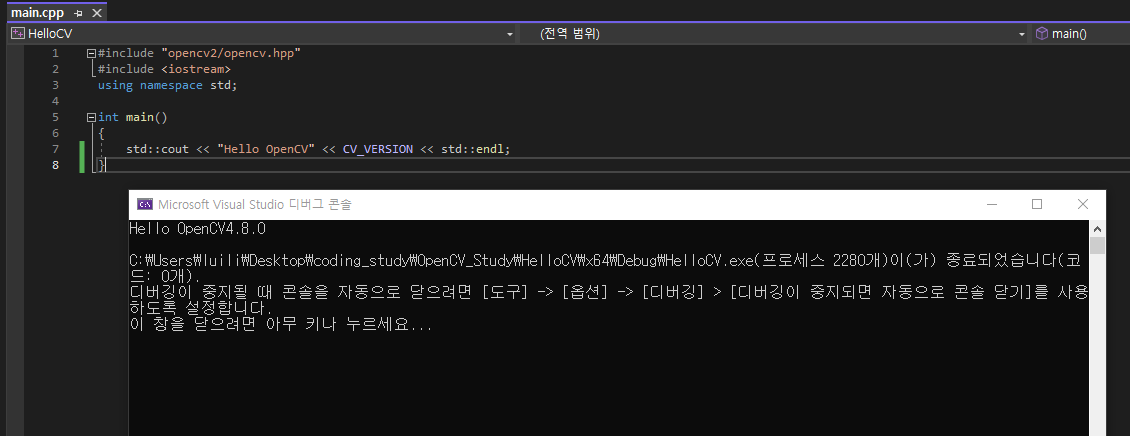 main.cpp
HelloCV (전역 범위) main()
1 #include "opencv2/opencv.hpp"
2 #include <iostream>
3 using namespace std;
4
5 int main()
6 {
7 std::cout << "Hello OpenCV" << CV_VERSION << std::endl;
8 }
Microsoft Visual Studio 디버그 콘솔
Hello OpenCV4.8.0
C:\Users\luili\Desktop\coding_study\OpenCV_Study\HelloCV\x64\Debug\HelloCV.exe(프로세스 2280개)이(가) 종료되었습니다(코
드: 0개).
디버깅이 중지될 때 콘솔을 자동으로 닫으려면 [도구] -> [옵션] -> [디버깅] > [디버깅이 중지되면 자동으로 콘솔 닫기]를 사용
하도록 설정합니다.
이 창을 닫으려면 아무 키나 누르세요...